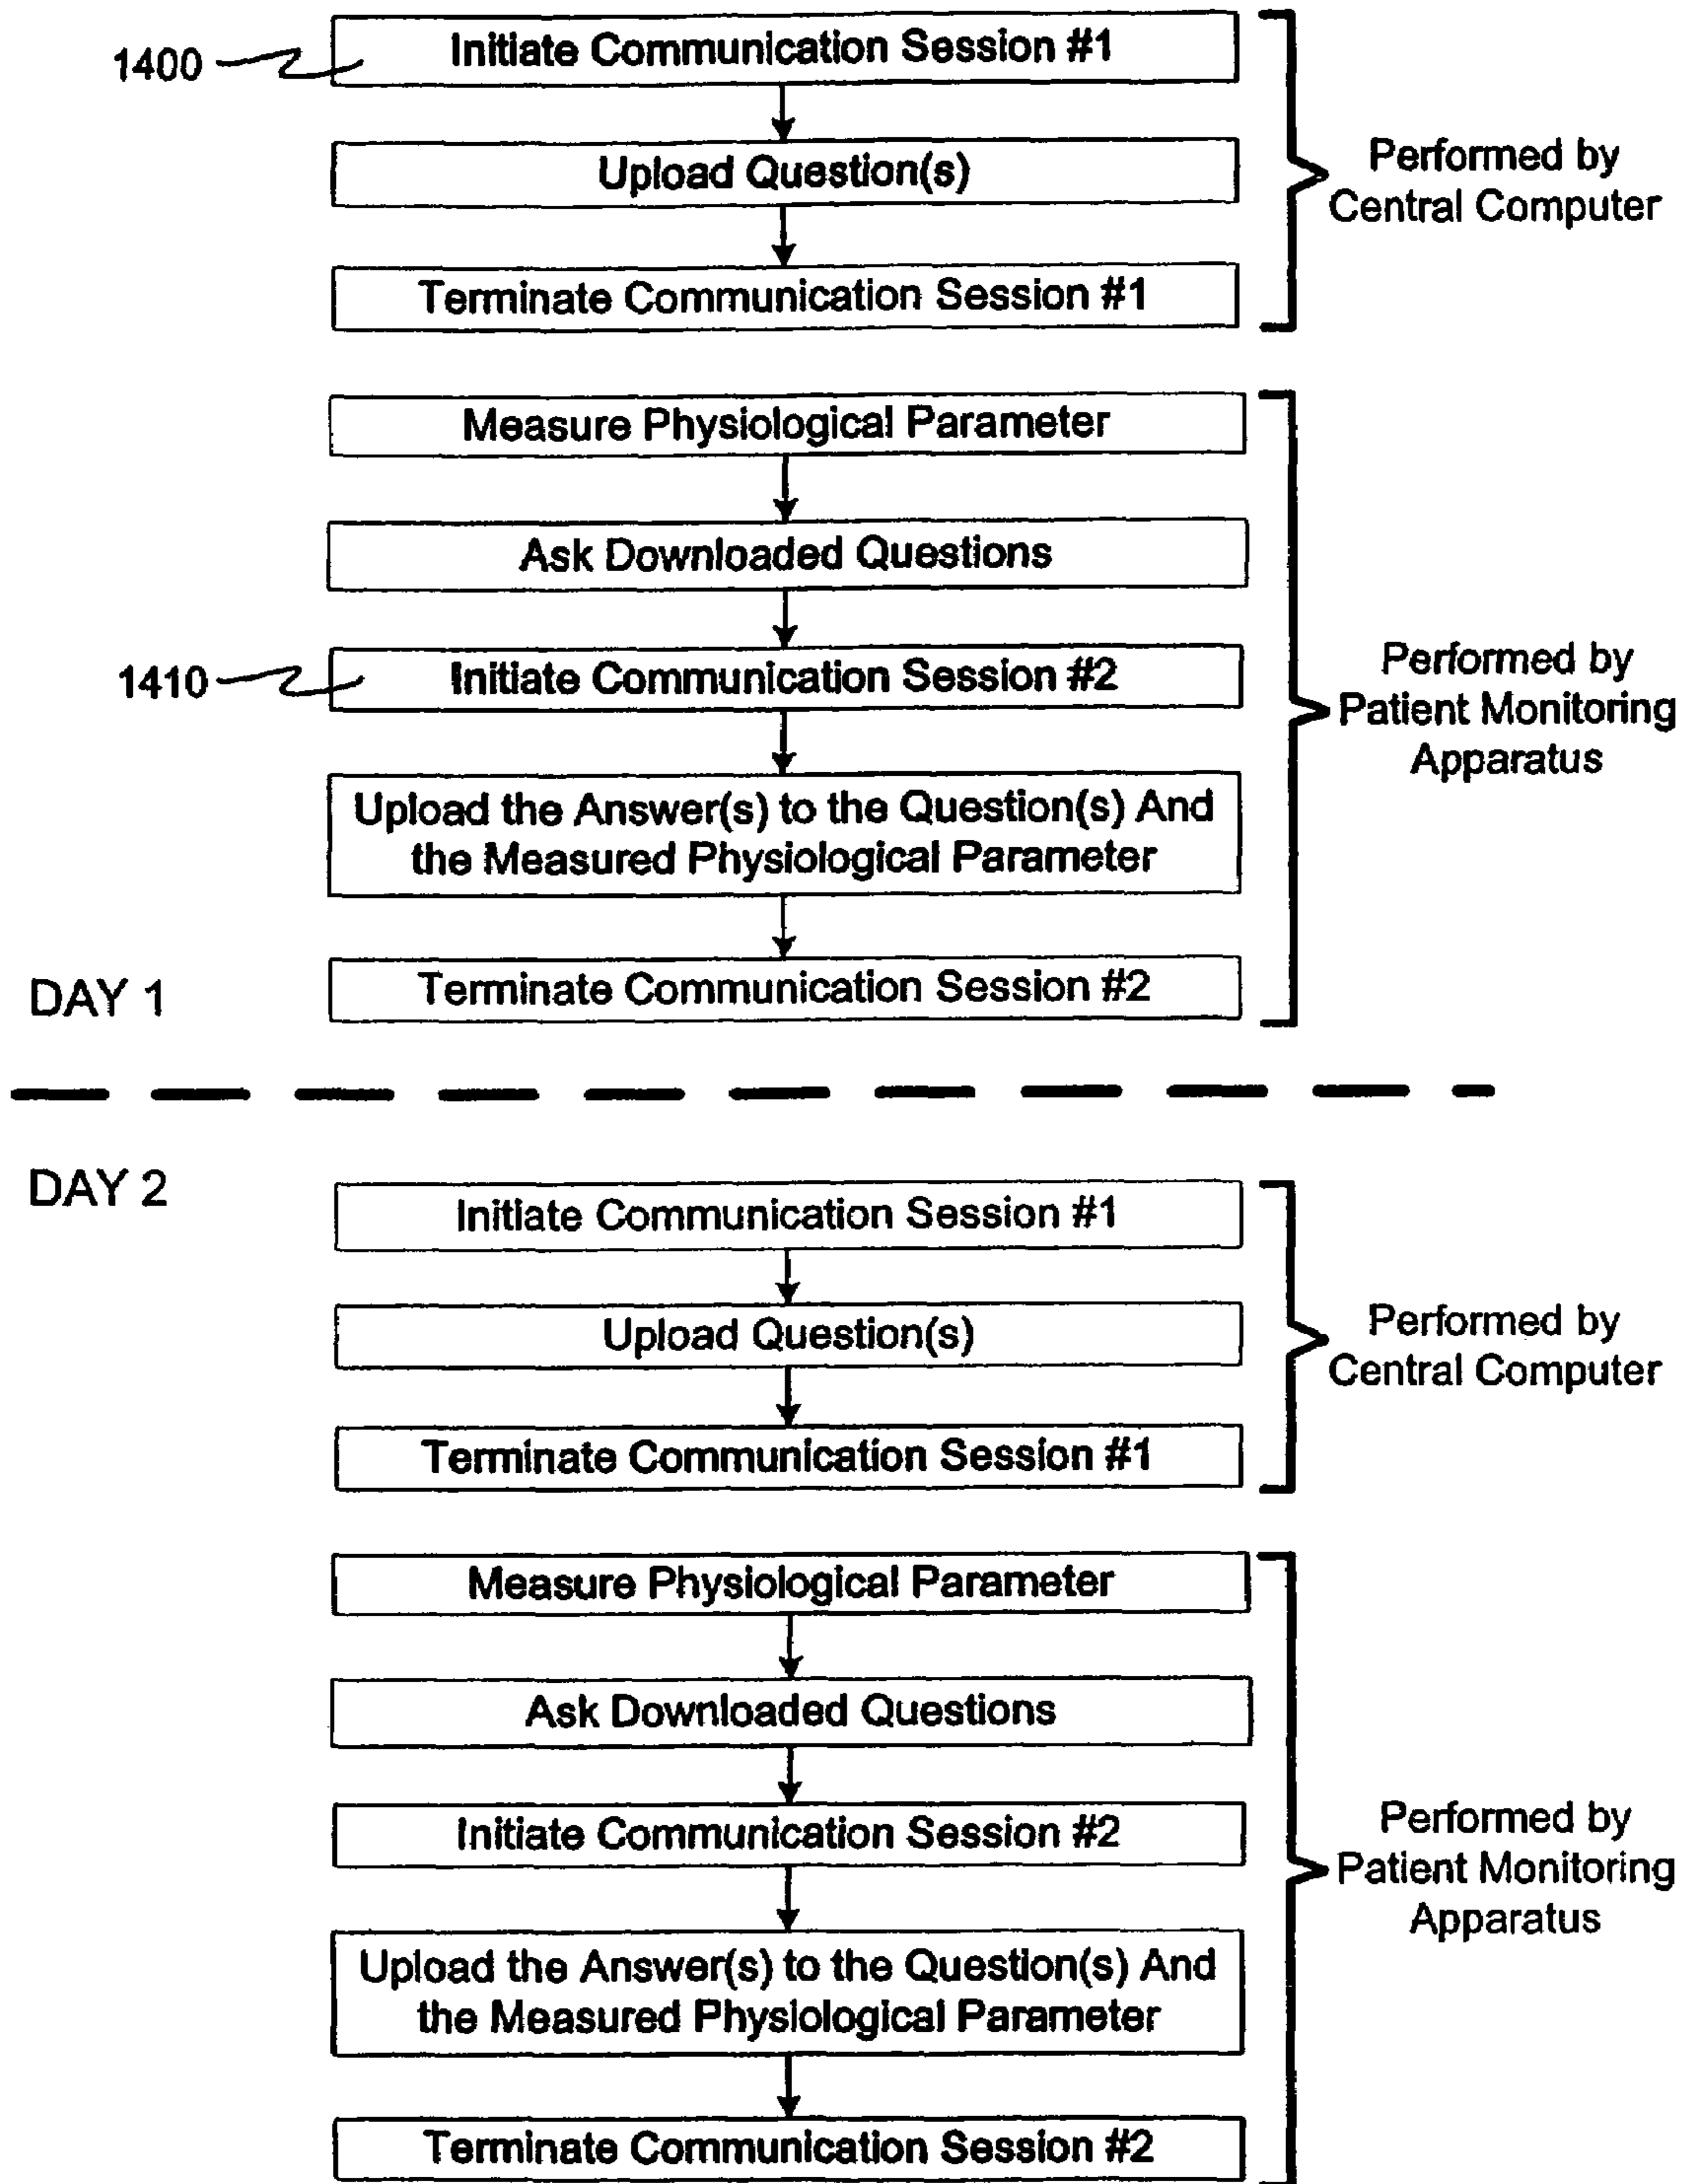 1400
Initiate Communication Session #1
Upload Question(s)
Terminate Communication Session #1
Performed by
Central Computer
Measure Physiological Parameter
Ask Downloaded Questions
1410
Initiate Communication Session #2
Upload the Answer(s) to the Question(s) And
the Measured Physiological Parameter
Terminate Communication Session #2
Performed by
Patient Monitoring
Apparatus
DAY 1
DAY 2
Initiate Communication Session #1
Upload Question(s)
Terminate Communication Session #1
Performed by
Central Computer
Measure Physiological Parameter
Ask Downloaded Questions
Initiate Communication Session #2
Upload the Answer(s) to the Question(s) And
the Measured Physiological Parameter
Terminate Communication Session #2
Performed by
Patient Monitoring
Apparatus